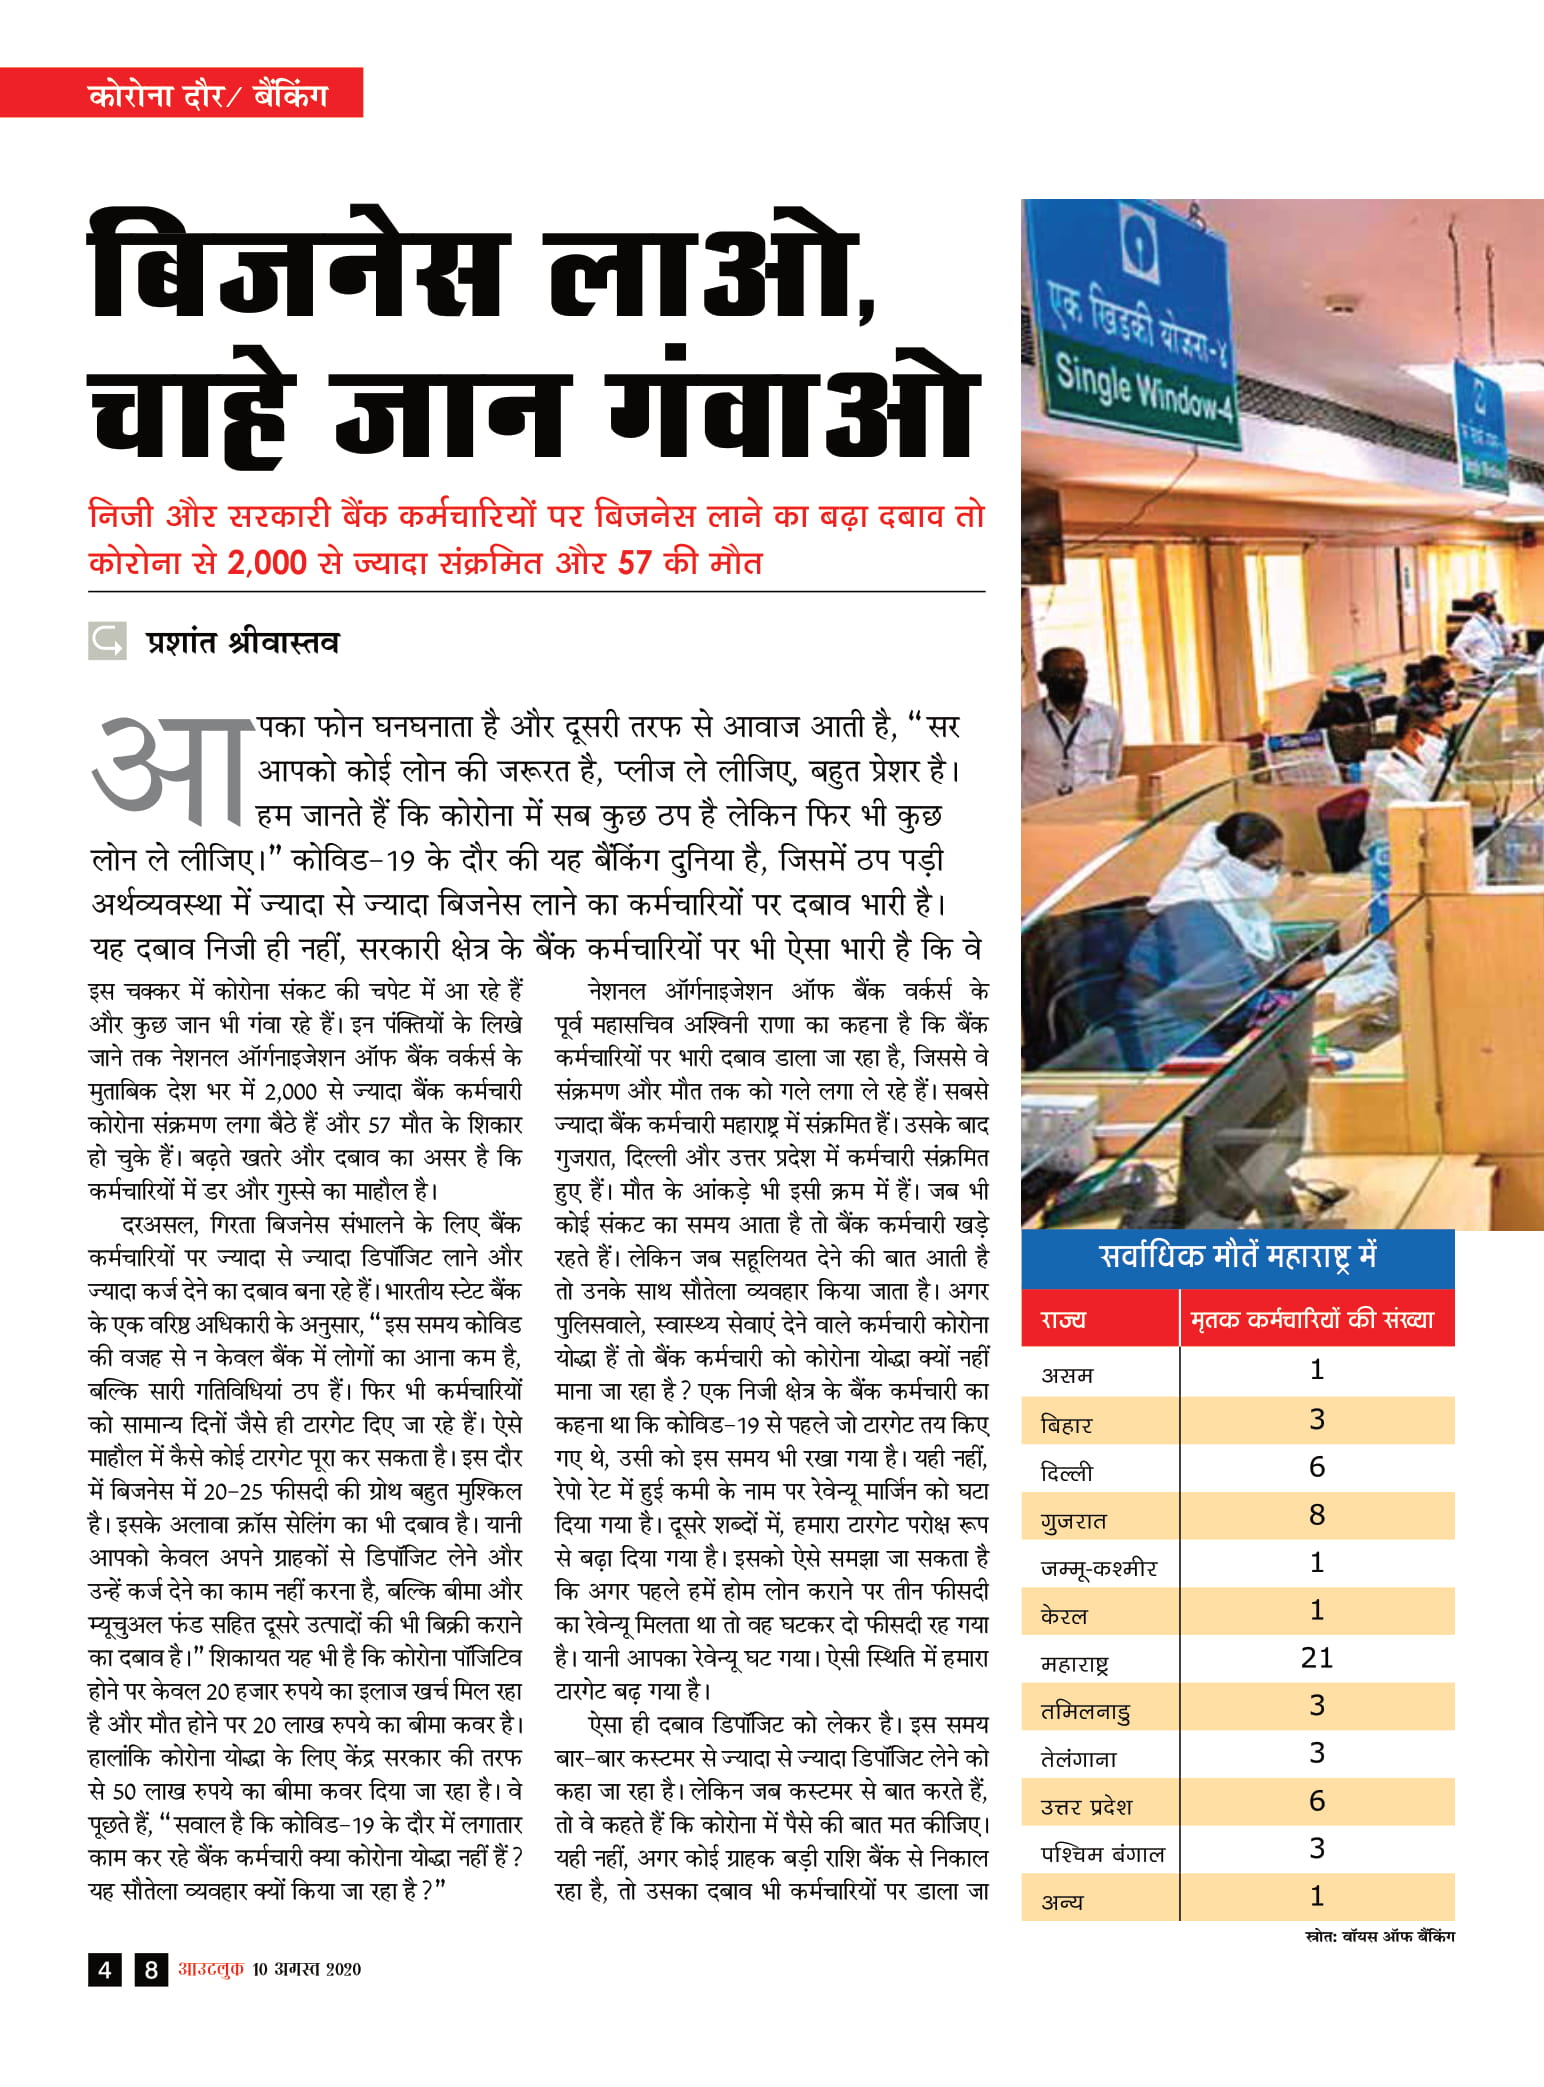 कोरोना दौर/ बैंकिंग
बिजनेस लाओ,
चाहे जान गंवाओ
निजी और सरकारी बैंक कर्मचारियों पर बिजनेस लाने का बढ़ा दबाव तो
कोरोना से 2,000 से ज्यादा संक्रमित और 57 की मौत
प्रशांत श्रीवास्तव
आपका फोन घनघनाता है और दूसरी तरफ से आवाज आती है, “सर
आपको कोई लोन की जरूरत है, प्लीज ले लीजिए, बहुत प्रेशर है।
हम जानते हैं कि कोरोना में सब कुछ ठप है लेकिन फिर भी कुछ
लोन ले लीजिए।” कोविड-19 के दौर की यह बैंकिंग दुनिया है, जिसमें ठप पड़ी
अर्थव्यवस्था में ज्यादा से ज्यादा बिजनेस लाने का कर्मचारियों पर दबाव भारी है।
यह दबाव निजी ही नहीं, सरकारी क्षेत्र के बैंक कर्मचारियों पर भी ऐसा भारी है कि वे
इस चक्कर में कोरोना संकट की चपेट में आ रहे हैं
और कुछ जान भी गंवा रहे हैं। इन पंक्तियों के लिखे
जाने तक नेशनल ऑर्गनाइजेशन ऑफ बैंक वर्कर्स के
मुताबिक देश भर में 2,000 से ज्यादा बैंक कर्मचारी
कोरोना संक्रमण लगा बैठे हैं और 57 मौत के शिकार
हो चुके हैं। बढ़ते खतरे और दबाव का असर है कि
कर्मचारियों में डर और गुस्से का माहौल है।
दरअसल, गिरता बिजनेस संभालने के लिए बैंक
कर्मचारियों पर ज्यादा से ज्यादा डिपॉजिट लाने और
ज्यादा कर्ज देने का दबाव बना रहे हैं। भारतीय स्टेट बैंक
के एक वरिष्ठ अधिकारी के अनुसार, “इस समय कोविड
की वजह से न केवल बैंक में लोगों का आना कम है,
बल्कि सारी गतिविधियां ठप हैं। फिर भी कर्मचारियों
को सामान्य दिनों जैसे ही टारगेट दिए जा रहे हैं। ऐसे
माहौल में कैसे कोई टारगेट पूरा कर सकता है। इस दौर
में बिजनेस में 20-25 फीसदी की ग्रोथ बहुत मुश्किल
है। इसके अलावा क्रॉस सेलिंग का भी दबाव है। यानी
आपको केवल अपने ग्राहकों से डिपॉजिट लेने और
उन्हें कर्ज देने का काम नहीं करना है, बल्कि बीमा और
म्यूचुअल फंड सहित दूसरे उत्पादों की भी बिक्री कराने
का दबाव है।” शिकायत यह भी है कि कोरोना पॉजिटिव
होने पर केवल 20 हजार रुपये का इलाज खर्च मिल रहा
है और मौत होने पर 20 लाख रुपये का बीमा कवर है।
हालांकि कोरोना योद्धा के लिए केंद्र सरकार की तरफ
से 50 लाख रुपये का बीमा कवर दिया जा रहा है। वे
पूछते हैं, “सवाल है कि कोविड-19 के दौर में लगातार
काम कर रहे बैंक कर्मचारी क्या कोरोना योद्धा नहीं हैं?
यह सौतेला व्यवहार क्यों किया जा रहा है?”
नेशनल ऑर्गनाइजेशन ऑफ बैंक वर्कर्स के
पूर्व महासचिव अश्विनी राणा का कहना है कि बैंक
कर्मचारियों पर भारी दबाव डाला जा रहा है, जिससे वे
संक्रमण और मौत तक को गले लगा ले रहे हैं। सबसे
ज्यादा बैंक कर्मचारी महाराष्ट्र में संक्रमित हैं। उसके बाद
गुजरात, दिल्ली और उत्तर प्रदेश में कर्मचारी संक्रमित
हुए हैं। मौत के आंकड़े भी इसी क्रम में हैं। जब भी
कोई संकट का समय आता है तो बैंक कर्मचारी खड़े
रहते हैं। लेकिन जब सहूलियत देने की बात आती है
तो उनके साथ सौतेला व्यवहार किया जाता है। अगर
पुलिसवाले, स्वास्थ्य सेवाएं देने वाले कर्मचारी कोरोना
योद्धा हैं तो बैंक कर्मचारी को कोरोना योद्धा क्यों नहीं
माना जा रहा है? एक निजी क्षेत्र के बैंक कर्मचारी का
कहना था कि कोविड-19 से पहले जो टारगेट तय किए
गए थे, उसी को इस समय भी रखा गया है। यही नहीं,
रेपो रेट में हुई कमी के नाम पर रेवेन्यू मार्जिन को घटा
दिया गया है। दूसरे शब्दों में, हमारा टारगेट परोक्ष रूप
से बढ़ा दिया गया है। इसको ऐसे समझा जा सकता है
कि अगर पहले हमें होम लोन कराने पर तीन फीसदी
का रेवेन्यू मिलता था तो वह घटकर दो फीसदी रह गया
है। यानी आपका रेवेन्यू घट गया। ऐसी स्थिति में हमारा
टारगेट बढ़ गया है।
ऐसा ही दबाव डिपॉजिट को लेकर है। इस समय
बार-बार कस्टमर से ज्यादा से ज्यादा डिपॉजिट लेने को
कहा जा रहा है। लेकिन जब कस्टमर से बात करते हैं,
तो वे कहते हैं कि कोरोना में पैसे की बात मत कीजिए।
यही नहीं, अगर कोई ग्राहक बड़ी राशि बैंक से निकाल
रहा है, तो उसका दबाव भी कर्मचारियों पर डाला जा
एक खिडकी योजना-४
Single Window-4
सर्वाधिक मौतें महाराष्ट्र में
राज्य मृतक कर्मचारियों की संख्या
असम 1
बिहार 3
दिल्ली 6
गुजरात 8
जम्मू-कश्मीर 1
केरल 1
महाराष्ट्र 21
तमिलनाडु 3
तेलंगाना 3
उत्तर प्रदेश 6
पश्चिम बंगाल 3
अन्य 1
स्त्रोत: वॉयस ऑफ बैंकिंग
4 8 आउटलुक 10 अगस्त 2020